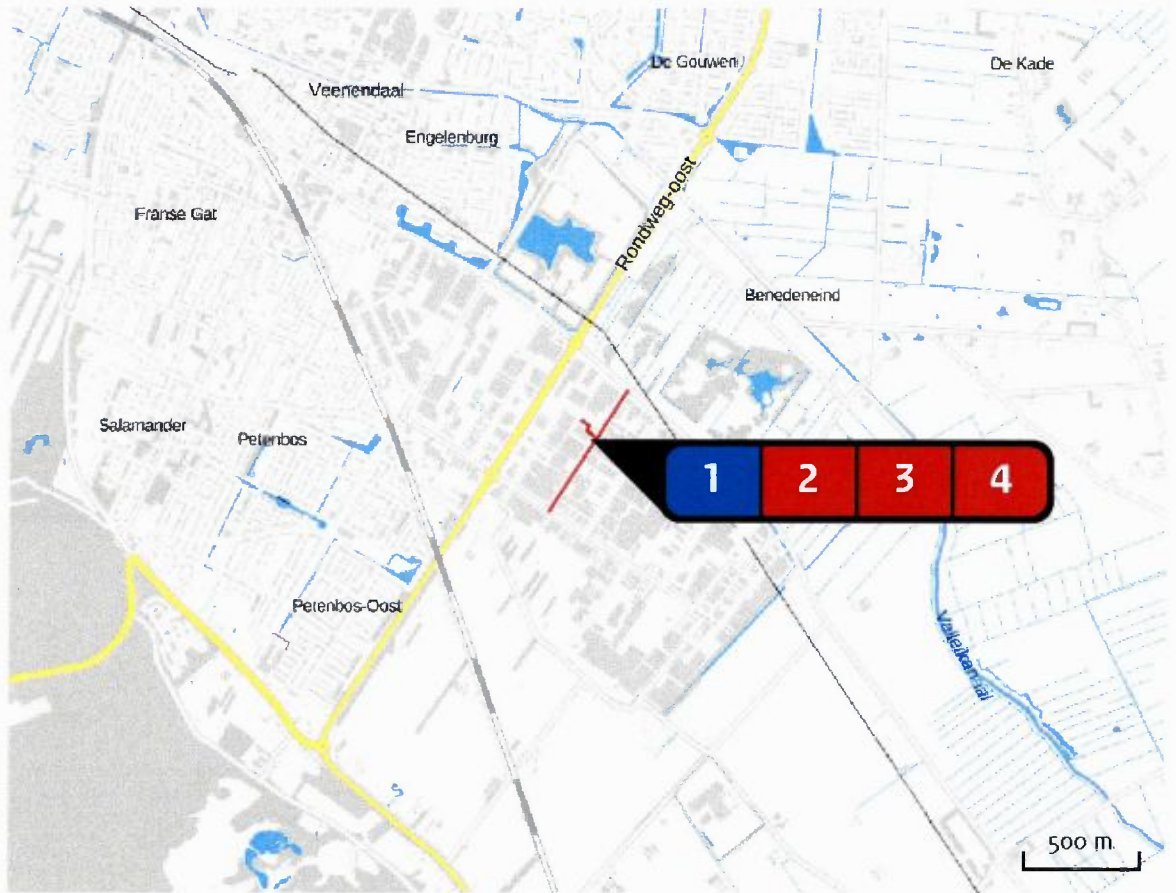 De Gouwen
De Kade
Veenendaal
Engelenburg
Rondweg-oost
Franse Gat
Benedeneind
Salamander
Petenbos
1 2 3 4
Petenbos-Oost
Valleikanaal
500 m.